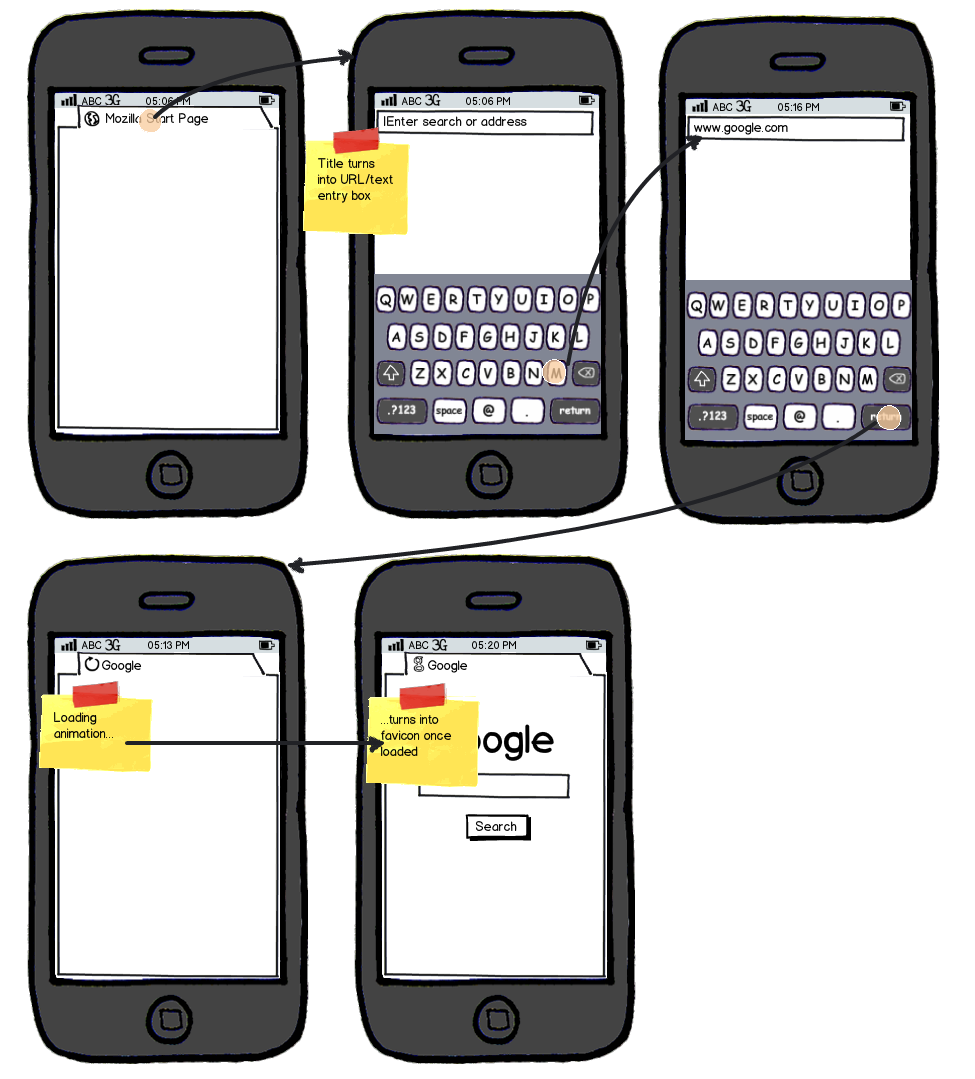 ABC 3G 05:06 PM
Mozilla Start Page
ABC 3G 05:06 PM
Enter search or address
Title turns
into URL/text
entry box
Q W E R T Y U I O P
A S D F G H J K L
Z X C V B N M
.?123 space @ . return
ABC 3G 05:16 PM
www.google.com
Q W E R T Y U I O P
A S D F G H J K L
Z X C V B N M
.?123 space @ . return
ABC 3G 05:13 PM
Google
Loading
animation...
ABC 3G 05:20 PM
g Google
...turns into
favicon once
loaded
oogle
Search